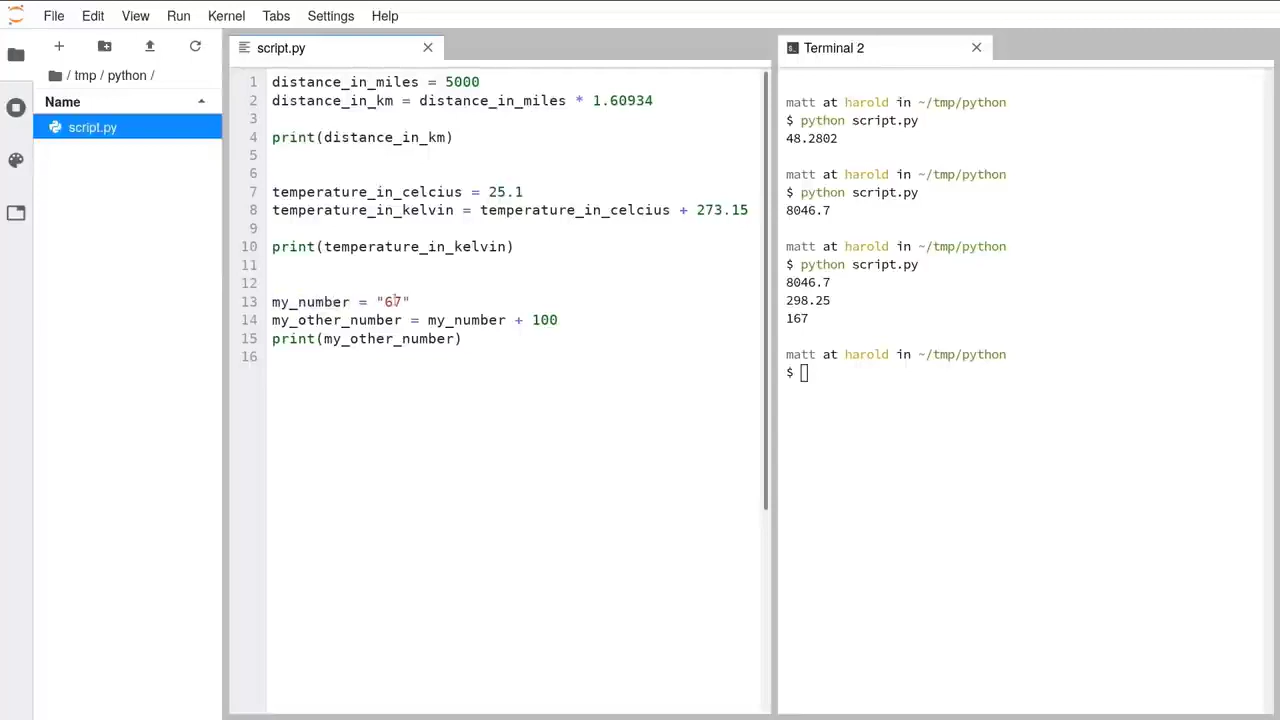 File Edit View Run Kernel Tabs Settings Help
/ tmp / python /
Name
script.py
script.py
1 distance_in_miles = 5000
2 distance_in_km = distance_in_miles * 1.60934
3
4 print(distance_in_km)
5
6
7 temperature_in_celcius = 25.1
8 temperature_in_kelvin = temperature_in_celcius + 273.15
9
10 print(temperature_in_kelvin)
11
12
13 my_number = "67"
14 my_other_number = my_number + 100
15 print(my_other_number)
16
Terminal 2
matt at harold in ~/tmp/python
$ python script.py
48.2802
matt at harold in ~/tmp/python
$ python script.py
8046.7
matt at harold in ~/tmp/python
$ python script.py
8046.7
298.25
167
matt at harold in ~/tmp/python
$